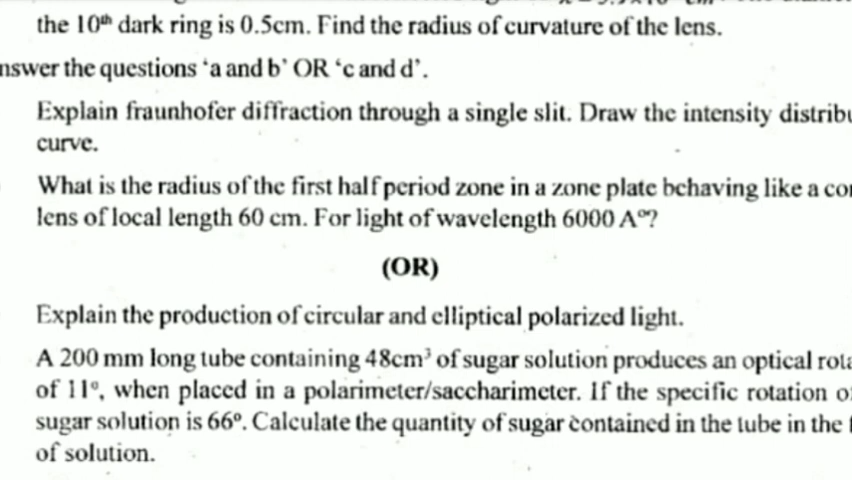 the 10th dark ring is 0.5cm. Find the radius of curvature of the lens.
nswer the questions 'a and b' OR 'c and d'.
Explain fraunhofer diffraction through a single slit. Draw the intensity distribu
curve.
What is the radius of the first half period zone in a zone plate behaving like a co
lens of local length 60 cm. For light of wavelength 6000 A°?
(OR)
Explain the production of circular and elliptical polarized light.
A 200 mm long tube containing 48cm³ of sugar solution produces an optical rota
of 11°, when placed in a polarimeter/saccharimeter. If the specific rotation o
sugar solution is 66°. Calculate the quantity of sugar contained in the tube in the f
of solution.